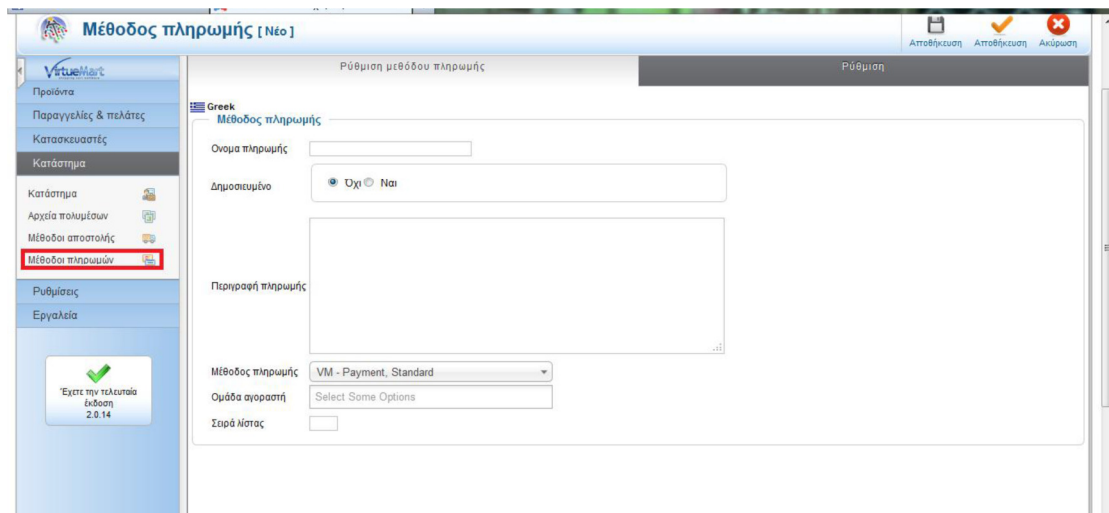 Μέθοδος πληρωμής [ Νέο ]
Αποθήκευση Αποθήκευση Ακύρωση
VirtueMart
Ρύθμιση μεθόδου πληρωμής
Ρύθμιση
Προϊόντα
Παραγγελίες & πελάτες
Κατασκευαστές
Κατάστημα
Κατάστημα
Αρχεία πολυμέσων
Μέθοδοι αποστολής
Μέθοδοι πληρωμών
Ρυθμίσεις
Εργαλεία
Έχετε την τελευταία
έκδοση
2.0.14
Greek
Μέθοδος πληρωμής
Ονομα πληρωμής
Δημοσιευμένο
Όχι Ναι
Περιγραφή πληρωμής
Μέθοδος πληρωμής VM - Payment, Standard
Ομάδα αγοραστή Select Some Options
Σειρά λίστας